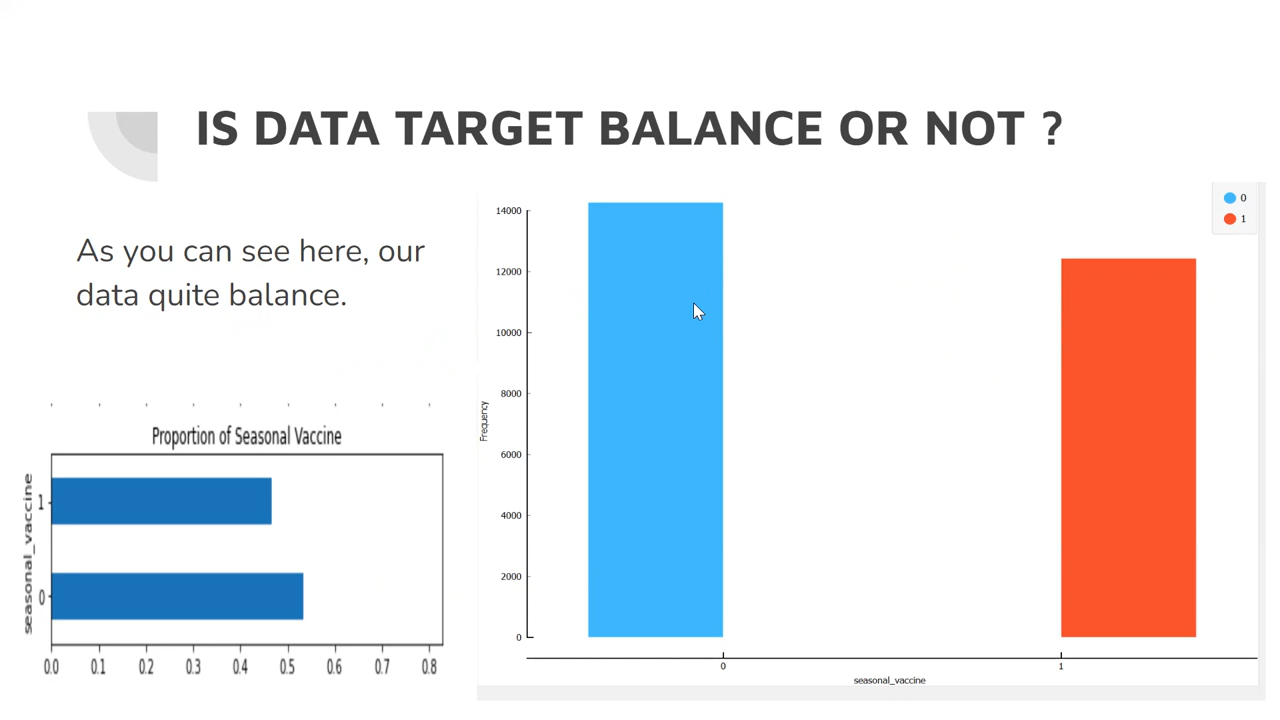 IS DATA TARGET BALANCE OR NOT ?
As you can see here, our
data quite balance.
Proportion of Seasonal Vaccine
seasonal_vaccine
1
0
0.0 0.1 0.2 0.3 0.4 0.5 0.6 0.7 0.8
0
1
Frequency
14000
12000
10000
8000
6000
4000
2000
0
0 1
seasonal_vaccine